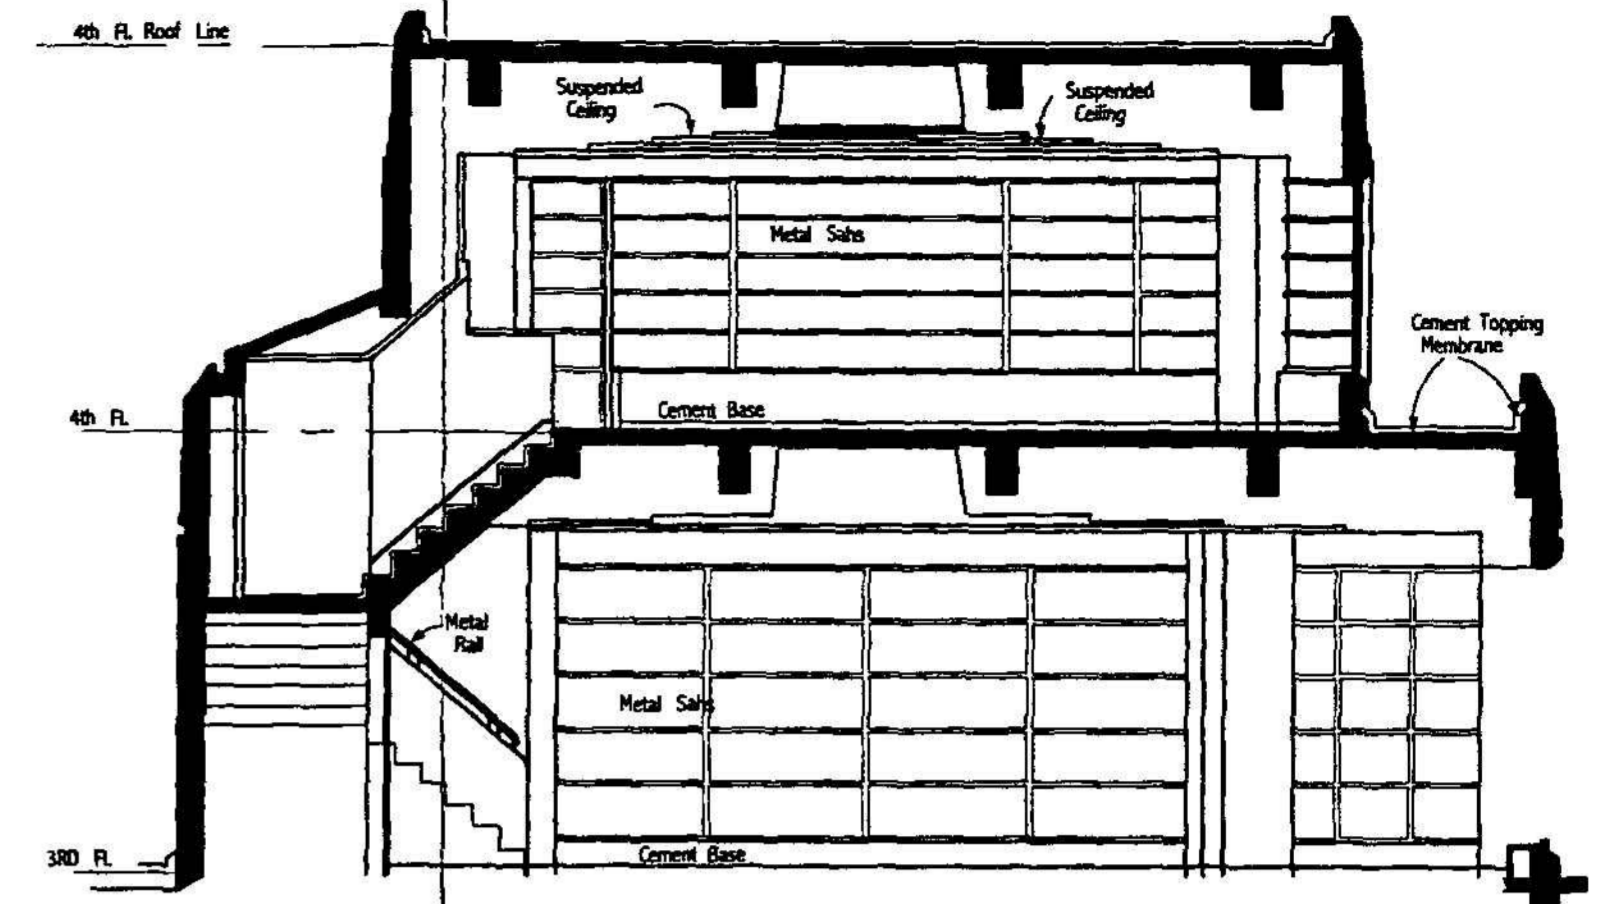 4th Fl. Roof Line
Suspended
Ceiling
Suspended
Ceiling
Metal Sahs
Cement Topping
Membrane
4th FL
Cement Base
Metal
Rail
Metal Sahs
3RD FL
Cement Base